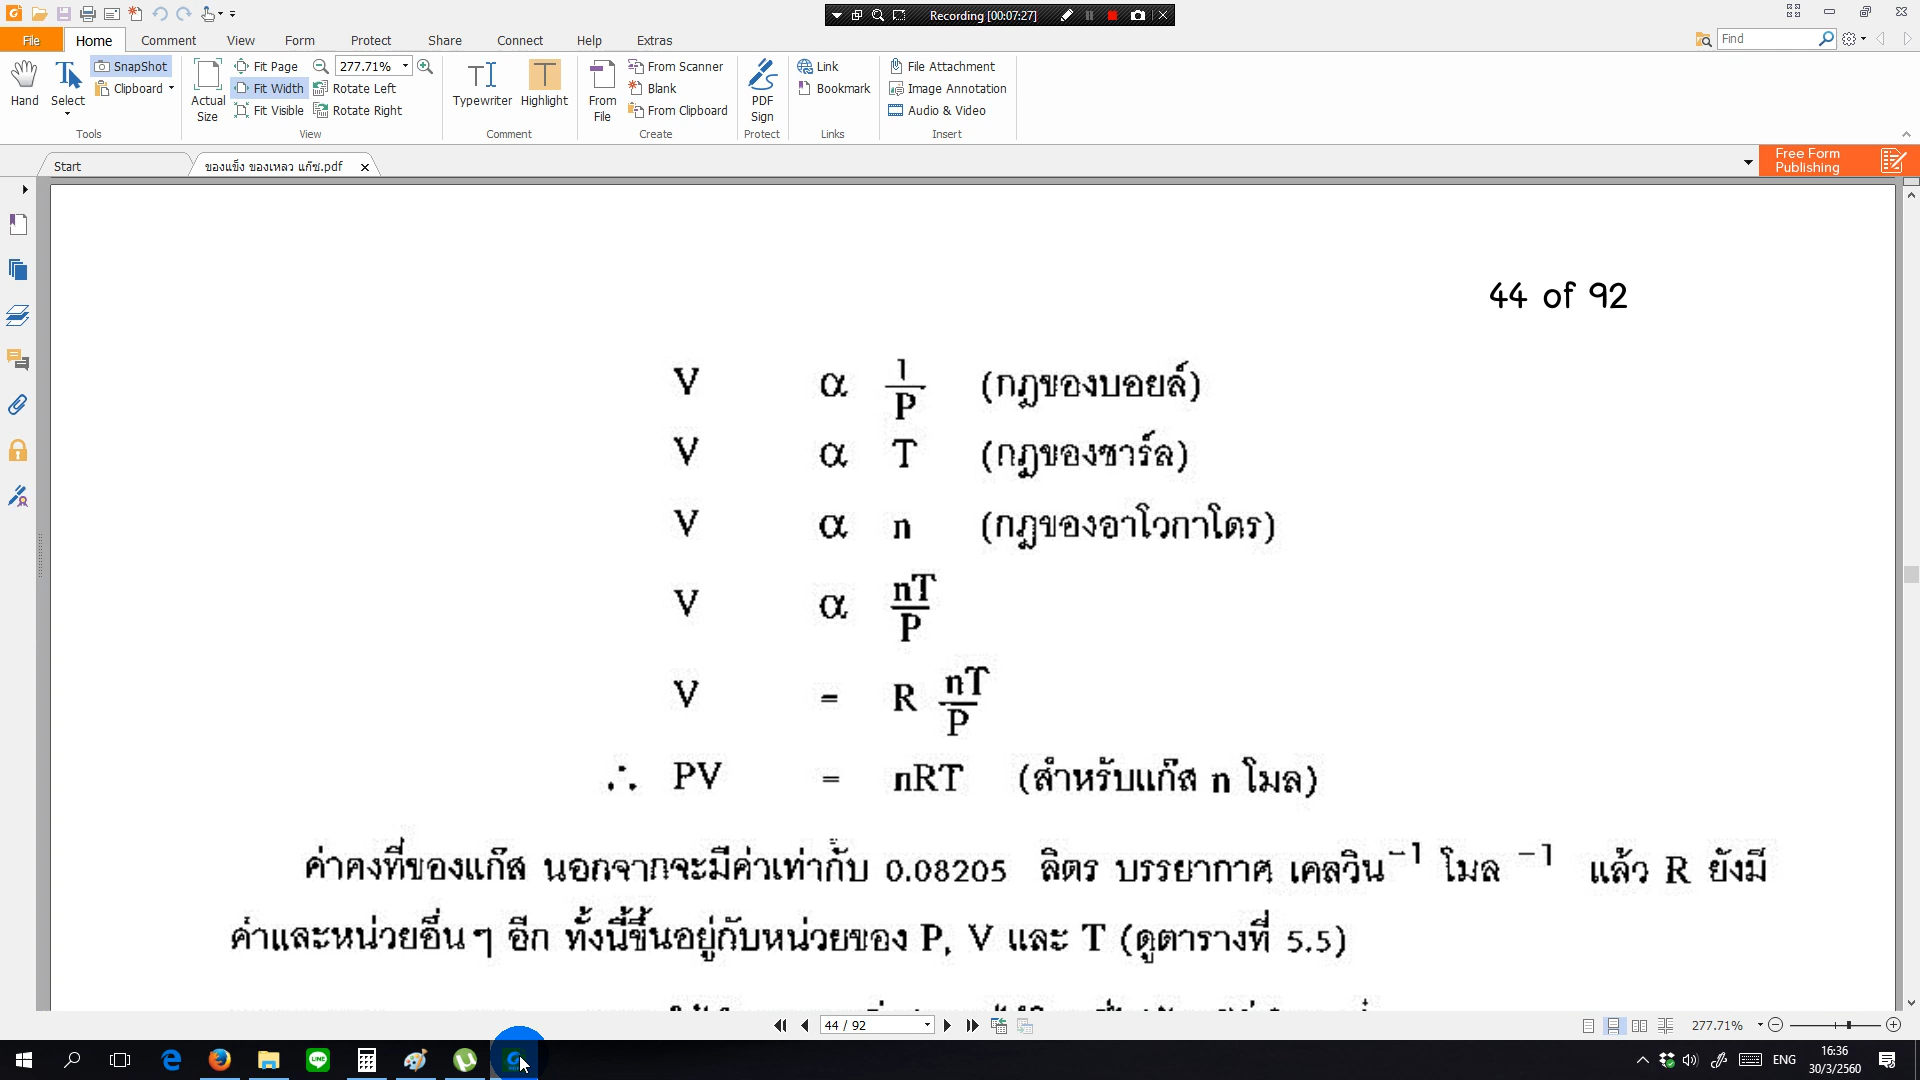 Recording [00:07:27]
File Home Comment View Form Protect Share Connect Help Extras Find
Hand
Select
SnapShot
Clipboard
Tools
Actual Size
Fit Page
Fit Width
Fit Visible
277.71%
Rotate Left
Rotate Right
View
Typewriter
Highlight
Comment
From File
From Scanner
Blank
From Clipboard
Create
PDF Sign
Protect
Link
Bookmark
Links
File Attachment
Image Annotation
Audio & Video
Insert
Start
ของแข็ง ของเหลว แก๊ซ.pdf
Free Form Publishing
44 of 92
V α 1/P (กฎของบอยล์)
V α T (กฎของชาร์ล)
V α n (กฎของอาโวกาโดร)
V α nT/P
V = R nT/P
∴ PV = nRT (สำหรับแก๊ส n โมล)
ค่าคงที่ของแก๊ส นอกจากจะมีค่าเท่ากับ 0.08205 ลิตร บรรยากาศ เคลวิน⁻¹ โมล ⁻¹ แล้ว R ยังมี
ค่าและหน่วยอื่น ๆ อีก ทั้งนี้ขึ้นอยู่กับหน่วยของ P, V และ T (ดูตารางที่ 5.5)
44 / 92
277.71%
LINE
ENG
16:36
30/3/2560